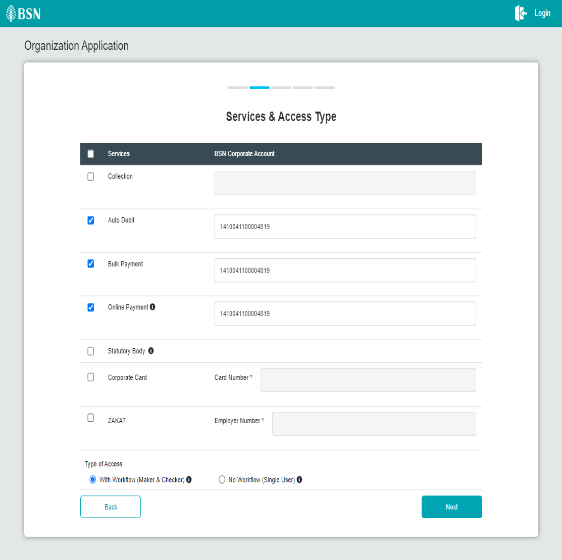 BSN
Login
Organization Application
Services & Access Type
Services BSN Corporate Account
Collection
Auto Debit 1410041100004819
Bulk Payment 1410041100004819
Online Payment 1410041100004819
Statutory Body
Corporate Card Card Number *
ZAKAT Employer Number *
Type of Access
With Workflow (Maker & Checker) No Workflow (Single User)
Back Next